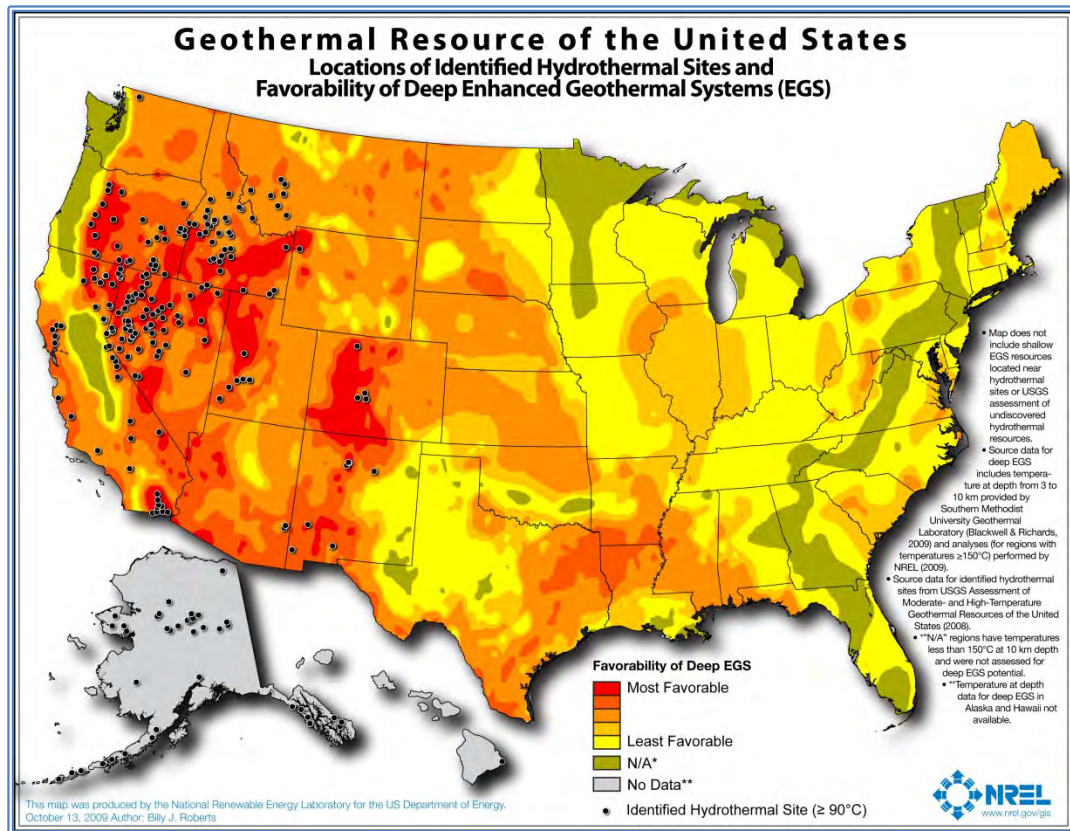 Geothermal Resource of the United States
Locations of Identified Hydrothermal Sites and
Favorability of Deep Enhanced Geothermal Systems (EGS)
• Map does not
include shallow
EGS resources
located near
hydrothermal
sites or USGS
assessment of
undiscovered
hydrothermal
resources.
• Source data for
deep EGS
includes tempera-
ture at depth from 3 to
10 km provided by
Southern Methodist
University Geothermal
Laboratory (Blackwell & Richards,
2009) and analyses (for regions with
temperatures ≥150°C) performed by
NREL (2009).
• Source data for identified hydrothermal
sites from USGS Assessment of
Moderate- and High-Temperature
Geothermal Resources of the United
States (2008).
• *"N/A" regions have temperatures
less than 150°C at 10 km depth
and were not assessed for
deep EGS potential.
• **Temperature at depth
data for deep EGS in
Alaska and Hawaii not
available.
Favorability of Deep EGS
Most Favorable
Least Favorable
N/A*
No Data**
Identified Hydrothermal Site (≥ 90°C)
This map was produced by the National Renewable Energy Laboratory for the US Department of Energy.
October 13, 2009 Author: Billy J. Roberts
NREL
www.nrel.gov/gis